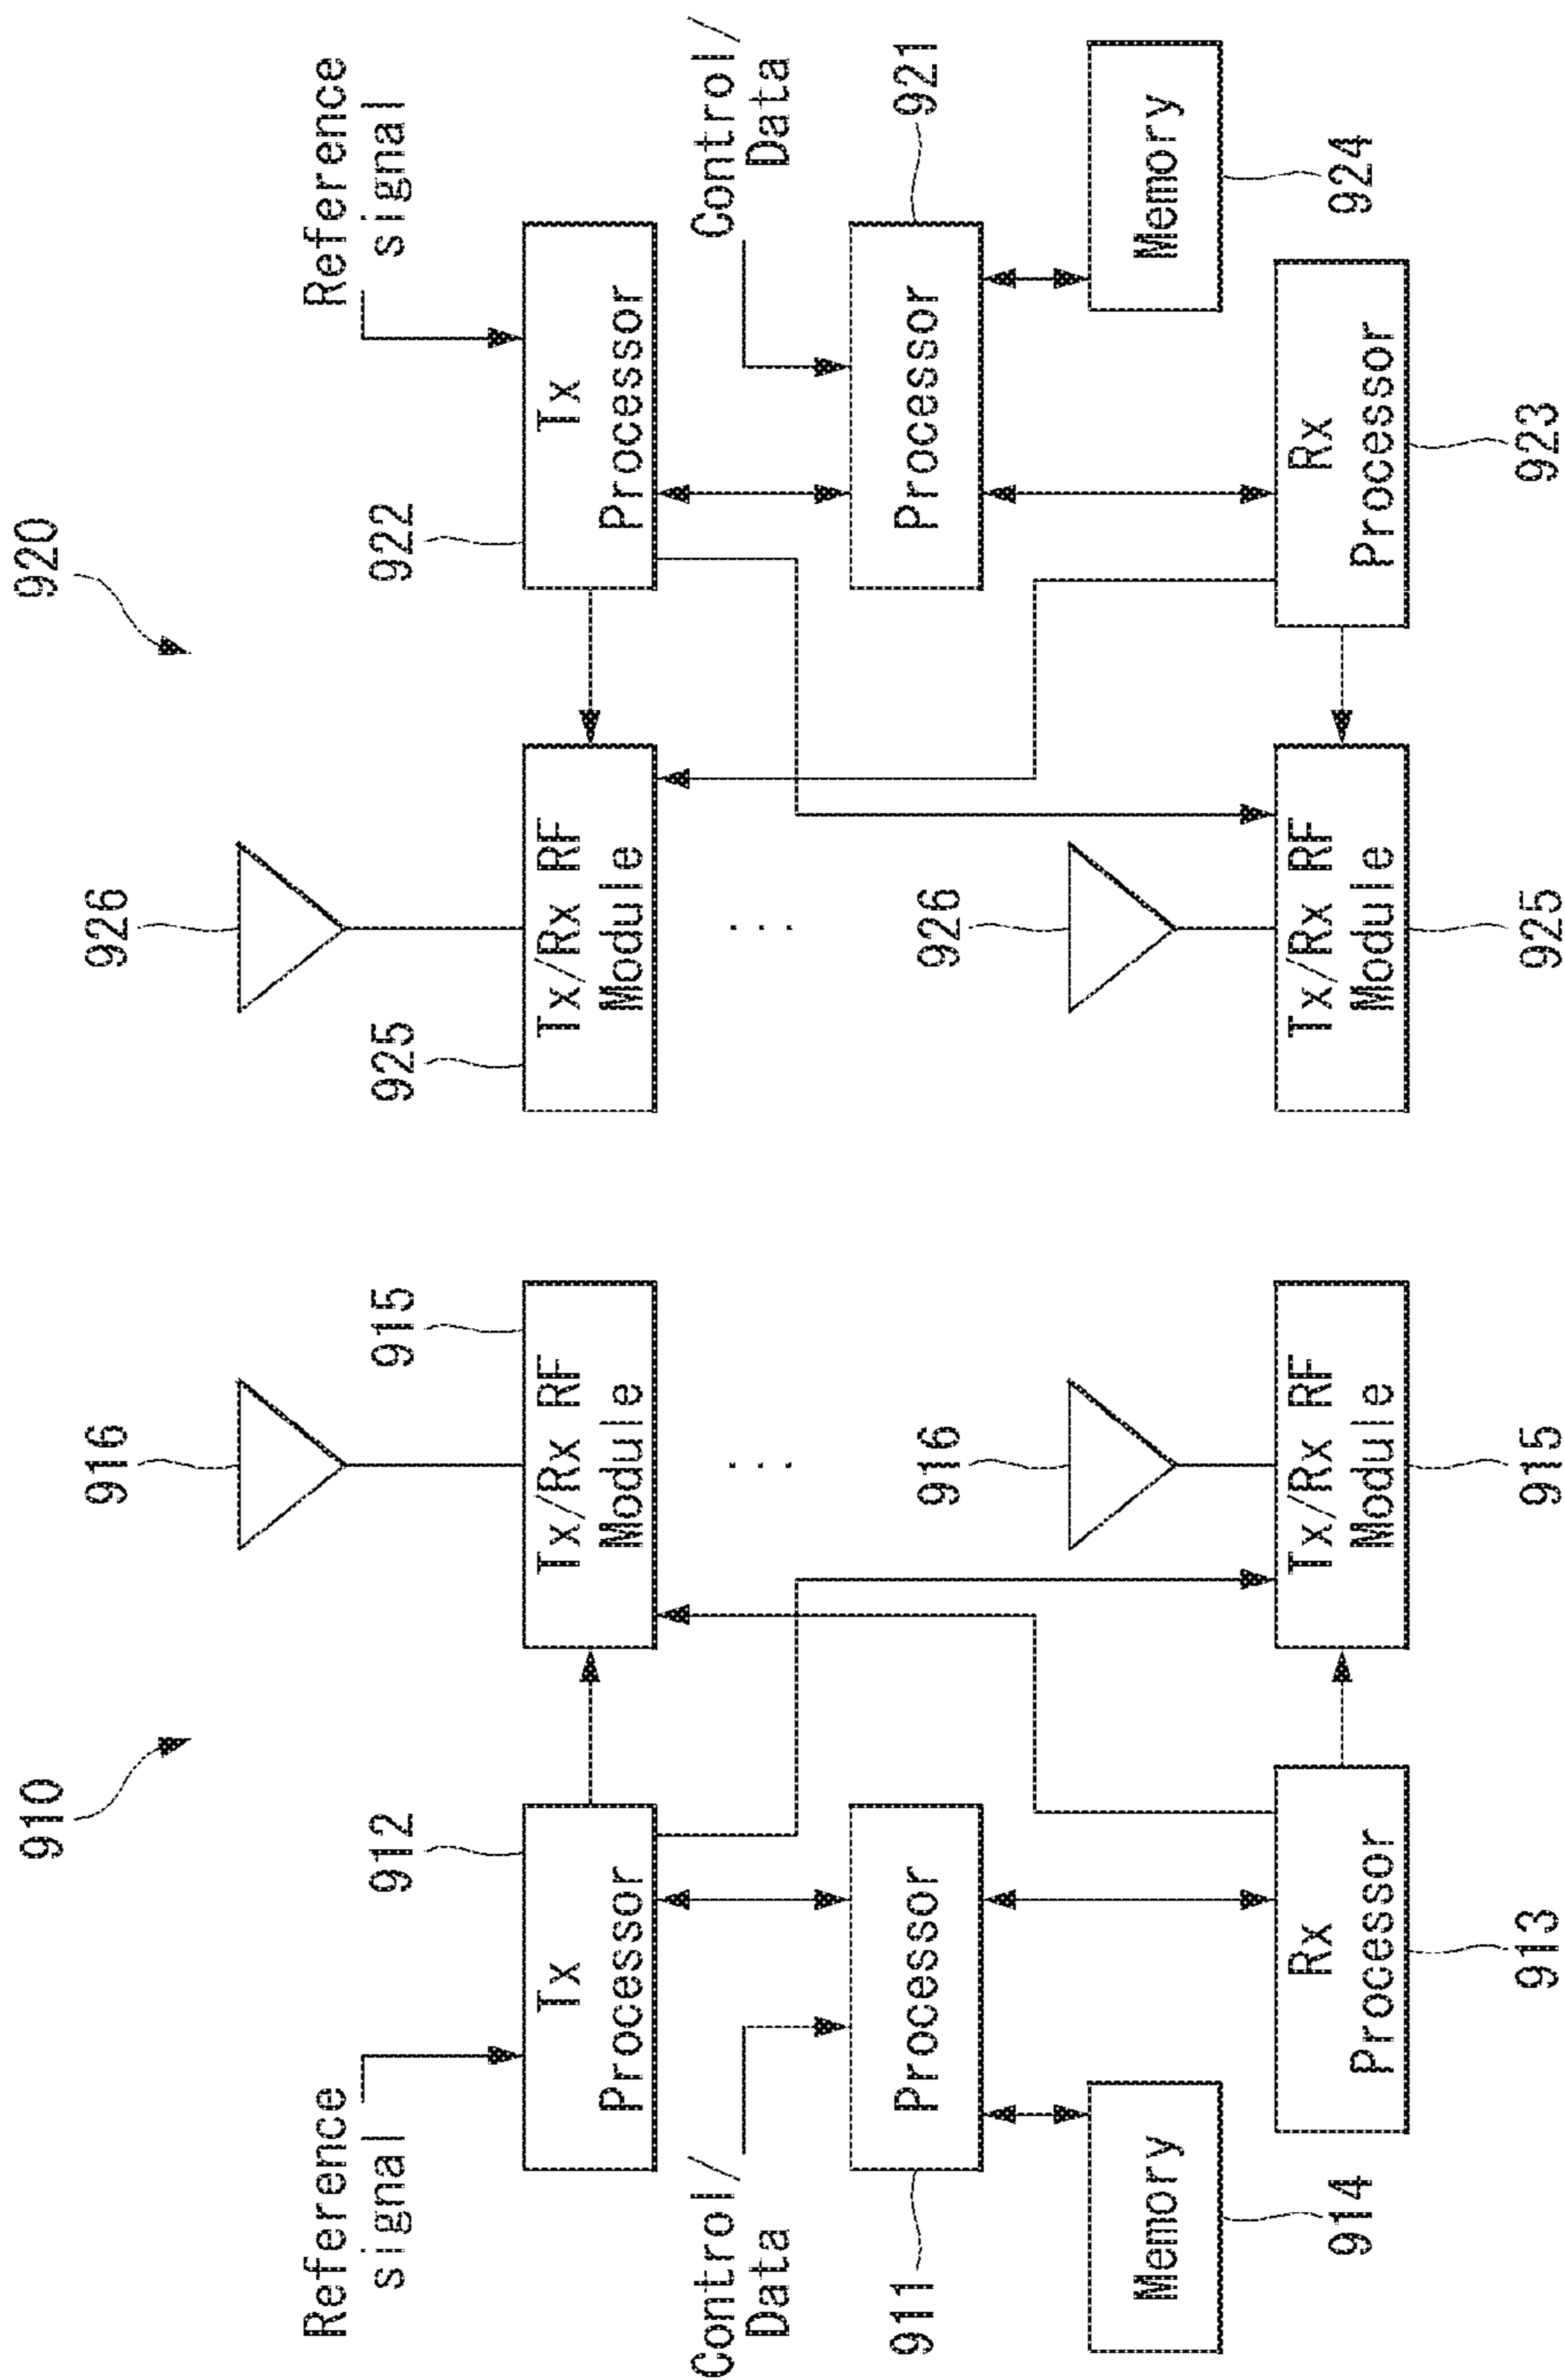 910
920
916
926
Reference
signal
912
915
925
922
Reference
signal
Tx
Processor
Tx/Rx RF
Module
Tx/Rx RF
Module
Tx
Processor
Control/
Data
...
...
Control/
Data
911
Processor
916
926
Processor
921
Memory
Memory
914
Rx
Processor
Tx/Rx RF
Module
Tx/Rx RF
Module
Rx
Processor
924
913
915
925
923